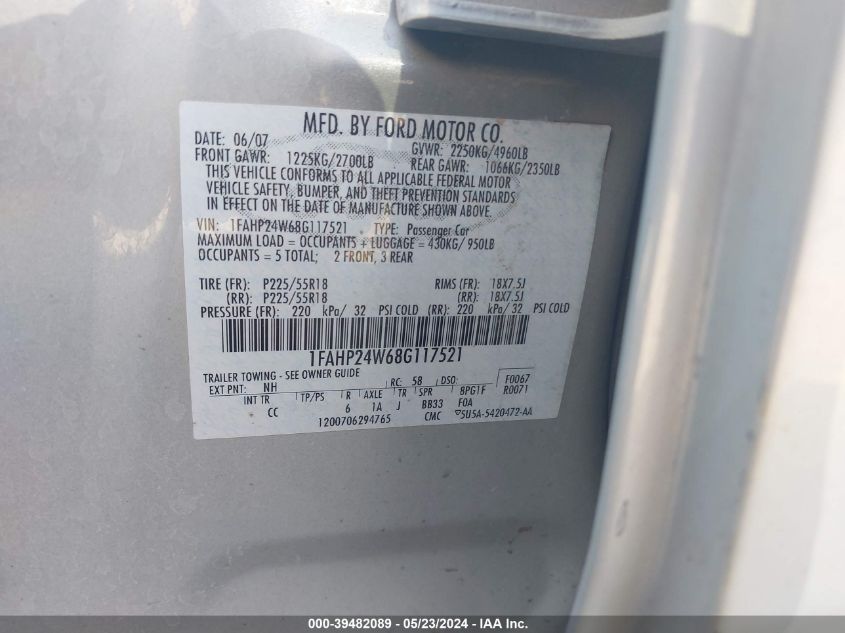 MFD. BY FORD MOTOR CO.
DATE: 06/07 GVWR: 2250KG/4960LB
FRONT GAWR: 1225KG/2700LB REAR GAWR: 1066KG/2350LB
THIS VEHICLE CONFORMS TO ALL APPLICABLE FEDERAL MOTOR
VEHICLE SAFETY, BUMPER, AND THEFT PREVENTION STANDARDS
IN EFFECT ON THE DATE OF MANUFACTURE SHOWN ABOVE.
VIN: 1FAHP24W68G117521 TYPE: Passenger Car
MAXIMUM LOAD = OCCUPANTS + LUGGAGE = 430KG/ 950LB
OCCUPANTS = 5 TOTAL; 2 FRONT, 3 REAR
TIRE (FR): P225/55R18 RIMS (FR): 18X7.5J
(RR): P225/55R18 (RR): 18X7.5J
PRESSURE (FR): 220 kPa/ 32 PSI COLD (RR): 220 kPa/ 32 PSI COLD
1FAHP24W68G117521
TRAILER TOWING - SEE OWNER GUIDE
EXT PNT: NH RC: 58 DSO: F0067 R0071
INT TR TP/PS R AXLE TR SPR 8PG1F
CC 6 1A J BB33 F0A
1200706294765 CMC ▽5U5A-5420472-AA
000-39482089 - 05/23/2024 - IAA Inc.